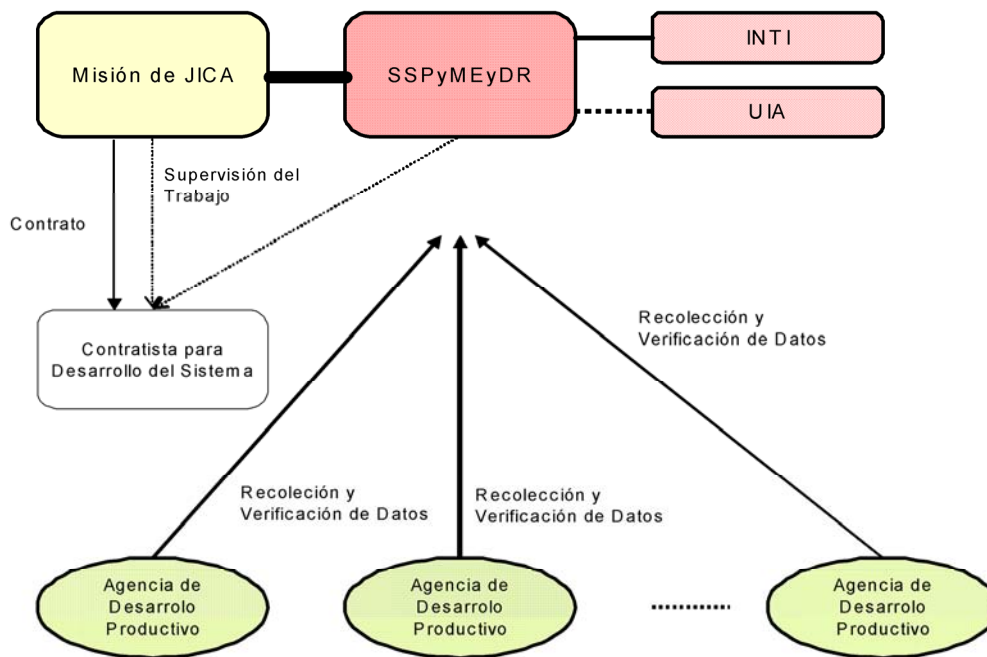 Misión de JICA
SSPyMEyDR
INTI
UIA
Supervisión del
Trabajo
Contrato
Contratista para
Desarrollo del Sistema
Recolección y
Verificación de Datos
Recoleción y
Verificación de Datos
Recolección y
Verificación de Datos
Agencia de
Desarrolo
Productivo
Agencia de
Desarrolo
Productivo
Agencia de
Desarrolo
Productivo